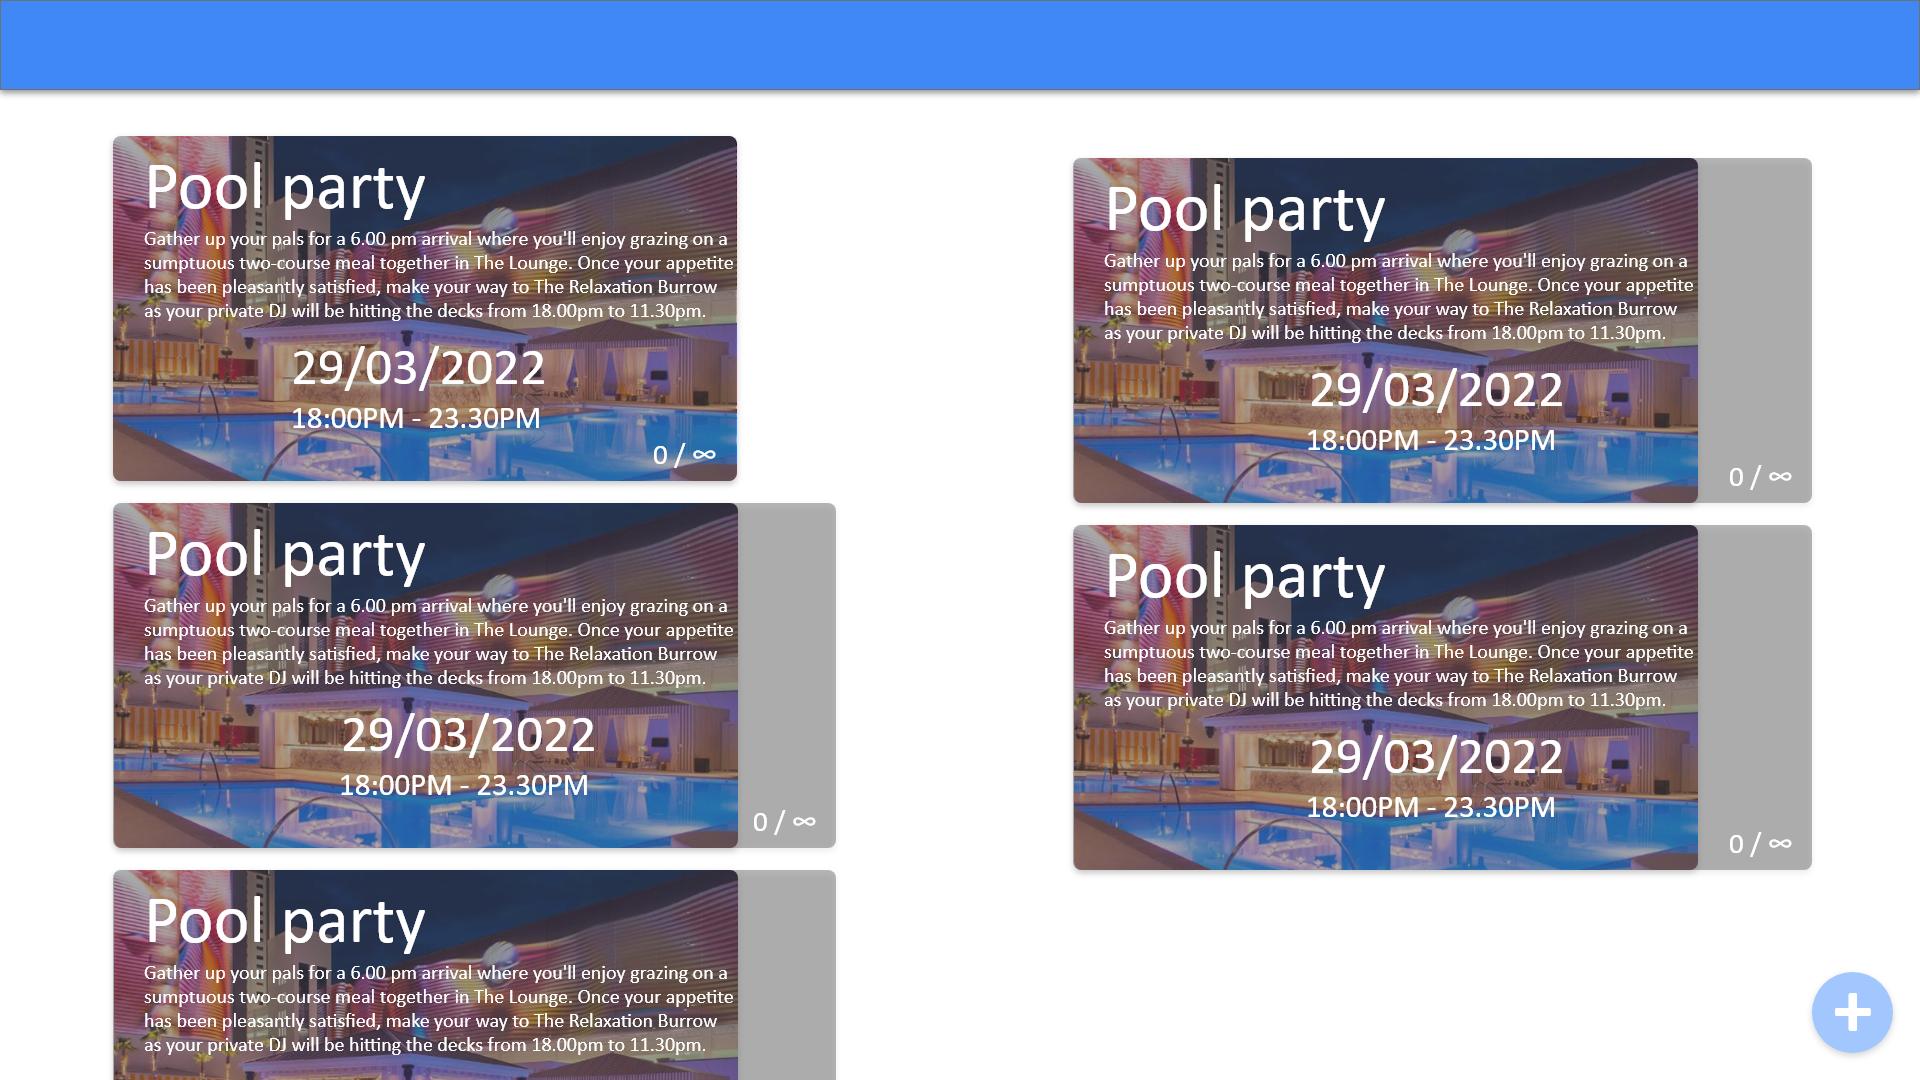 Pool party
Gather up your pals for a 6.00 pm arrival where you'll enjoy grazing on a
sumptuous two-course meal together in The Lounge. Once your appetite
has been pleasantly satisfied, make your way to The Relaxation Burrow
as your private DJ will be hitting the decks from 18.00pm to 11.30pm.
29/03/2022
18:00PM - 23.30PM
0 / ∞
Pool party
Gather up your pals for a 6.00 pm arrival where you'll enjoy grazing on a
sumptuous two-course meal together in The Lounge. Once your appetite
has been pleasantly satisfied, make your way to The Relaxation Burrow
as your private DJ will be hitting the decks from 18.00pm to 11.30pm.
29/03/2022
18:00PM - 23.30PM
0 / ∞
Pool party
Gather up your pals for a 6.00 pm arrival where you'll enjoy grazing on a
sumptuous two-course meal together in The Lounge. Once your appetite
has been pleasantly satisfied, make your way to The Relaxation Burrow
as your private DJ will be hitting the decks from 18.00pm to 11.30pm.
Pool party
Gather up your pals for a 6.00 pm arrival where you'll enjoy grazing on a
sumptuous two-course meal together in The Lounge. Once your appetite
has been pleasantly satisfied, make your way to The Relaxation Burrow
as your private DJ will be hitting the decks from 18.00pm to 11.30pm.
29/03/2022
18:00PM - 23.30PM
0 / ∞
Pool party
Gather up your pals for a 6.00 pm arrival where you'll enjoy grazing on a
sumptuous two-course meal together in The Lounge. Once your appetite
has been pleasantly satisfied, make your way to The Relaxation Burrow
as your private DJ will be hitting the decks from 18.00pm to 11.30pm.
29/03/2022
18:00PM - 23.30PM
0 / ∞